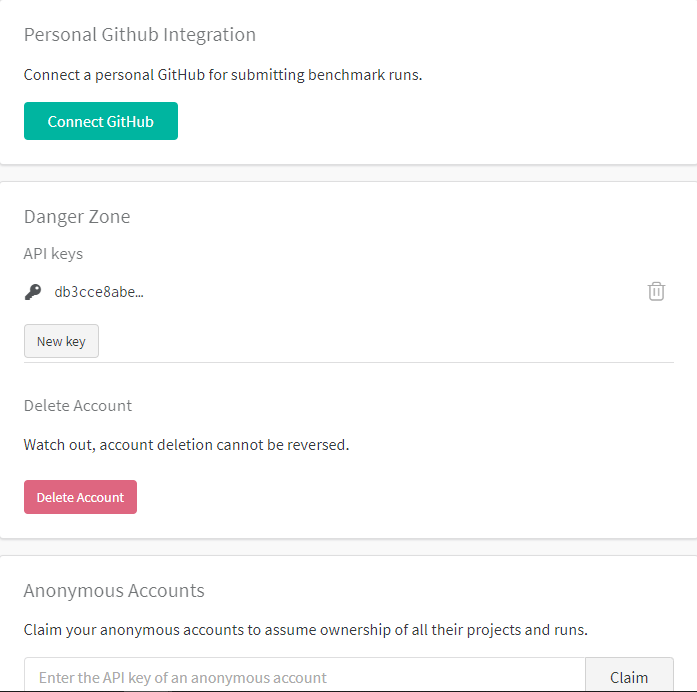 Personal Github Integration
Connect a personal GitHub for submitting benchmark runs.
Connect GitHub
Danger Zone
API keys
db3cce8abe...
New key
Delete Account
Watch out, account deletion cannot be reversed.
Delete Account
Anonymous Accounts
Claim your anonymous accounts to assume ownership of all their projects and runs.
Enter the API key of an anonymous account
Claim